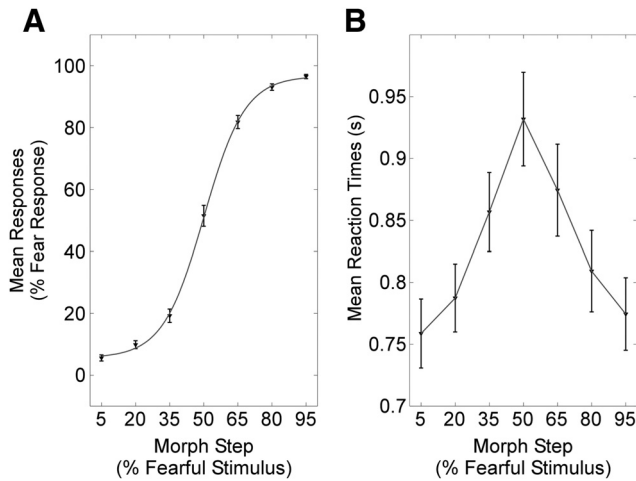 A
100
80
60
40
20
0
Mean Responses
(% Fear Response)
5 20 35 50 65 80 95
Morph Step
(% Fearful Stimulus)
B
0.95
0.9
0.85
0.8
0.75
0.7
Mean Reaction Times (s)
5 20 35 50 65 80 95
Morph Step
(% Fearful Stimulus)